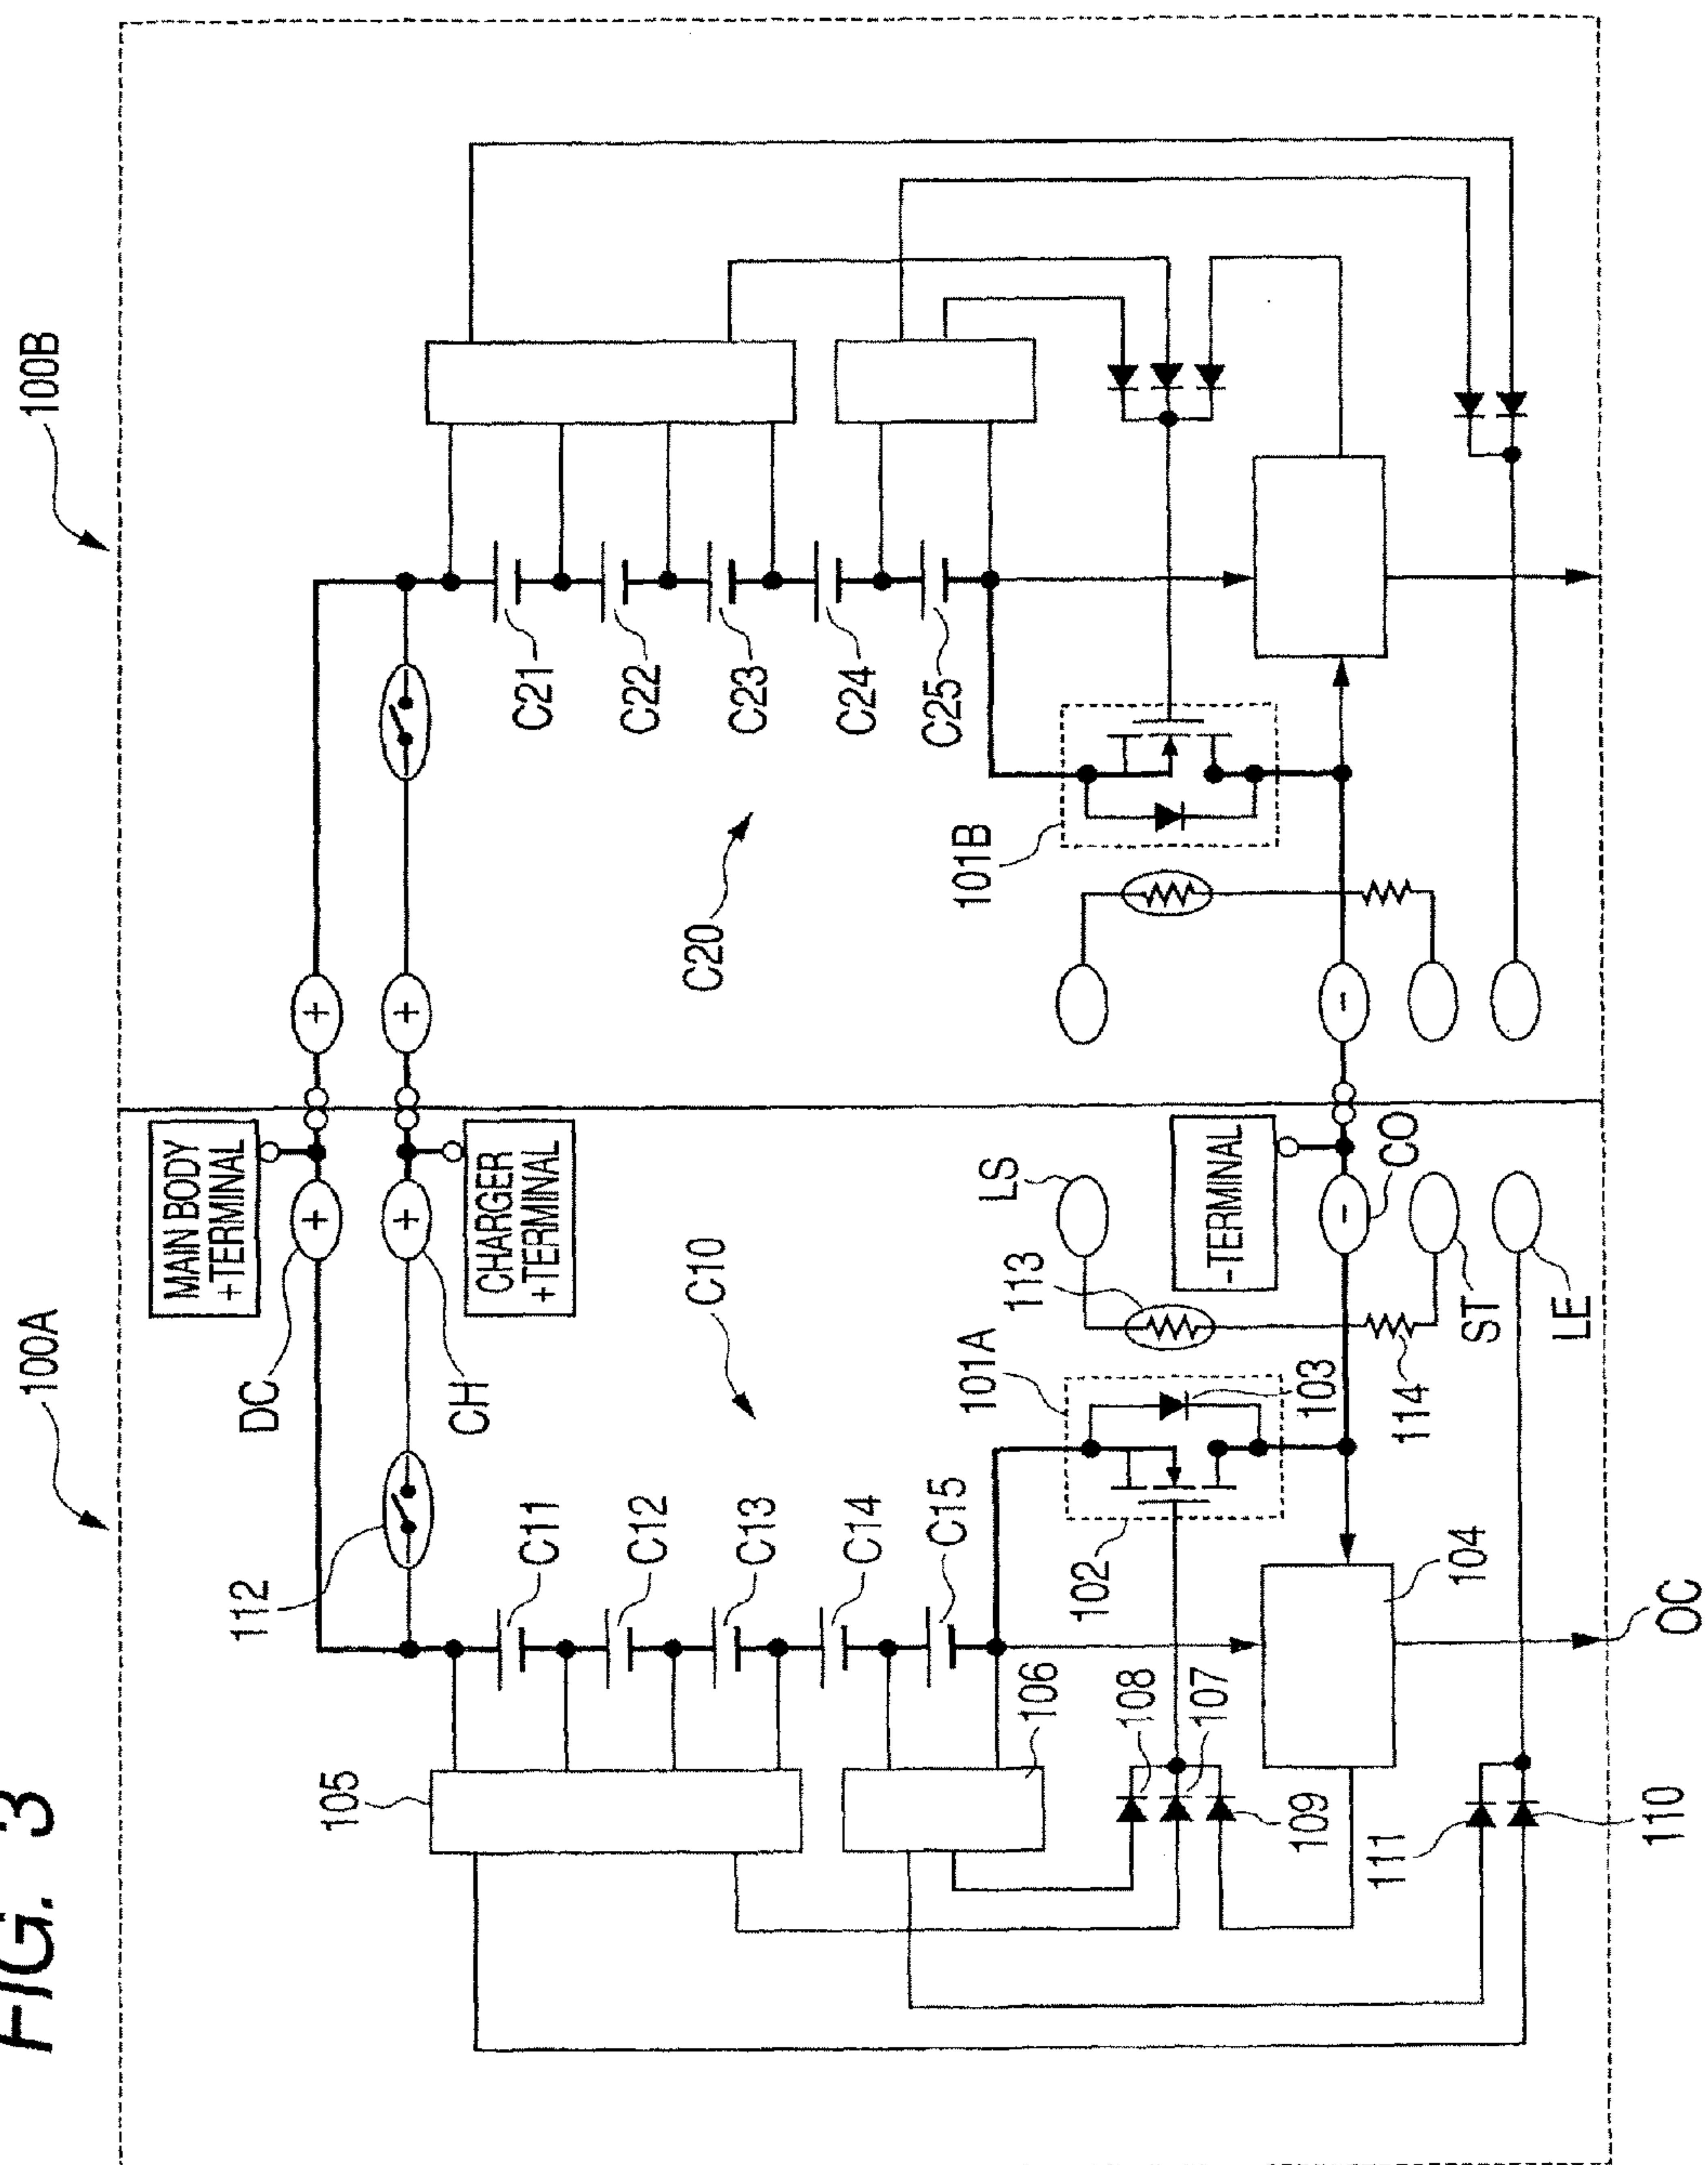 FIG. 3
100A
100B
MAIN BODY
+TERMINAL
DC
CHARGER
+TERMINAL
CH
112
C11
C12
C13
C14
C15
C10
C21
C22
C23
C24
C25
C20
105
106
101A
101B
102
103
104
107
108
109
LS
113
114
-TERMINAL
CO
ST
LE
111
110
OC